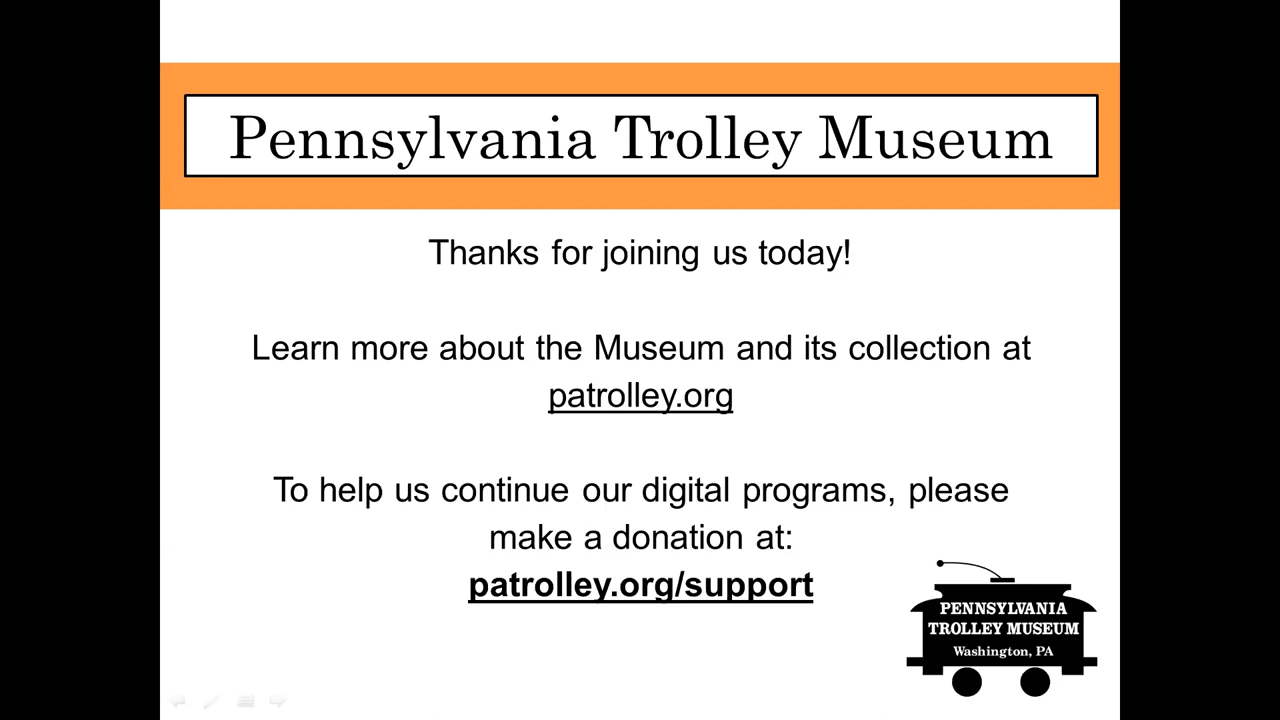 Pennsylvania Trolley Museum
Thanks for joining us today!
Learn more about the Museum and its collection at
patrolley.org
To help us continue our digital programs, please
make a donation at:
patrolley.org/support
PENNSYLVANIA
TROLLEY MUSEUM
Washington, PA